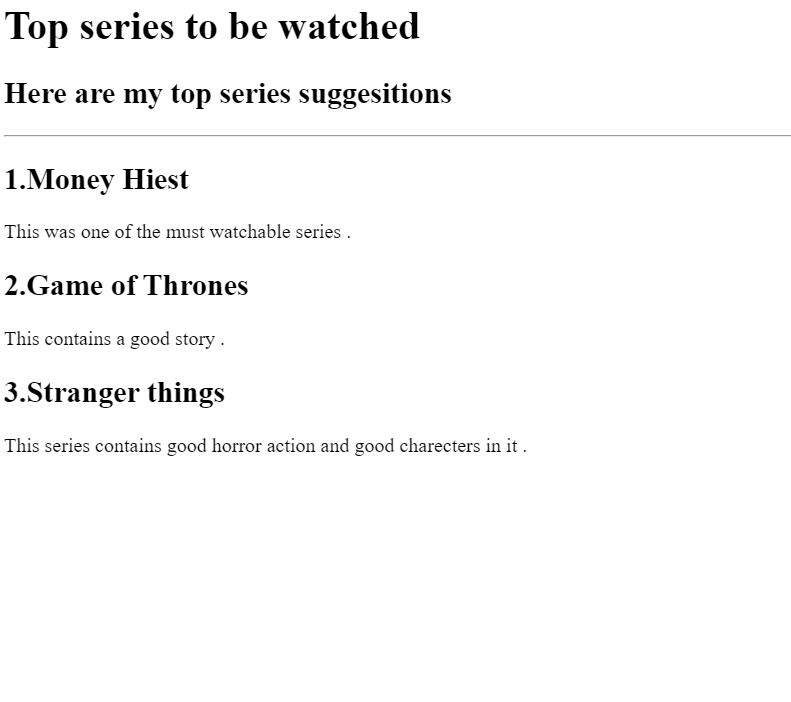 Top series to be watched
Here are my top series suggesitions
1.Money Hiest
This was one of the must watchable series .
2.Game of Thrones
This contains a good story .
3.Stranger things
This series contains good horror action and good charecters in it .